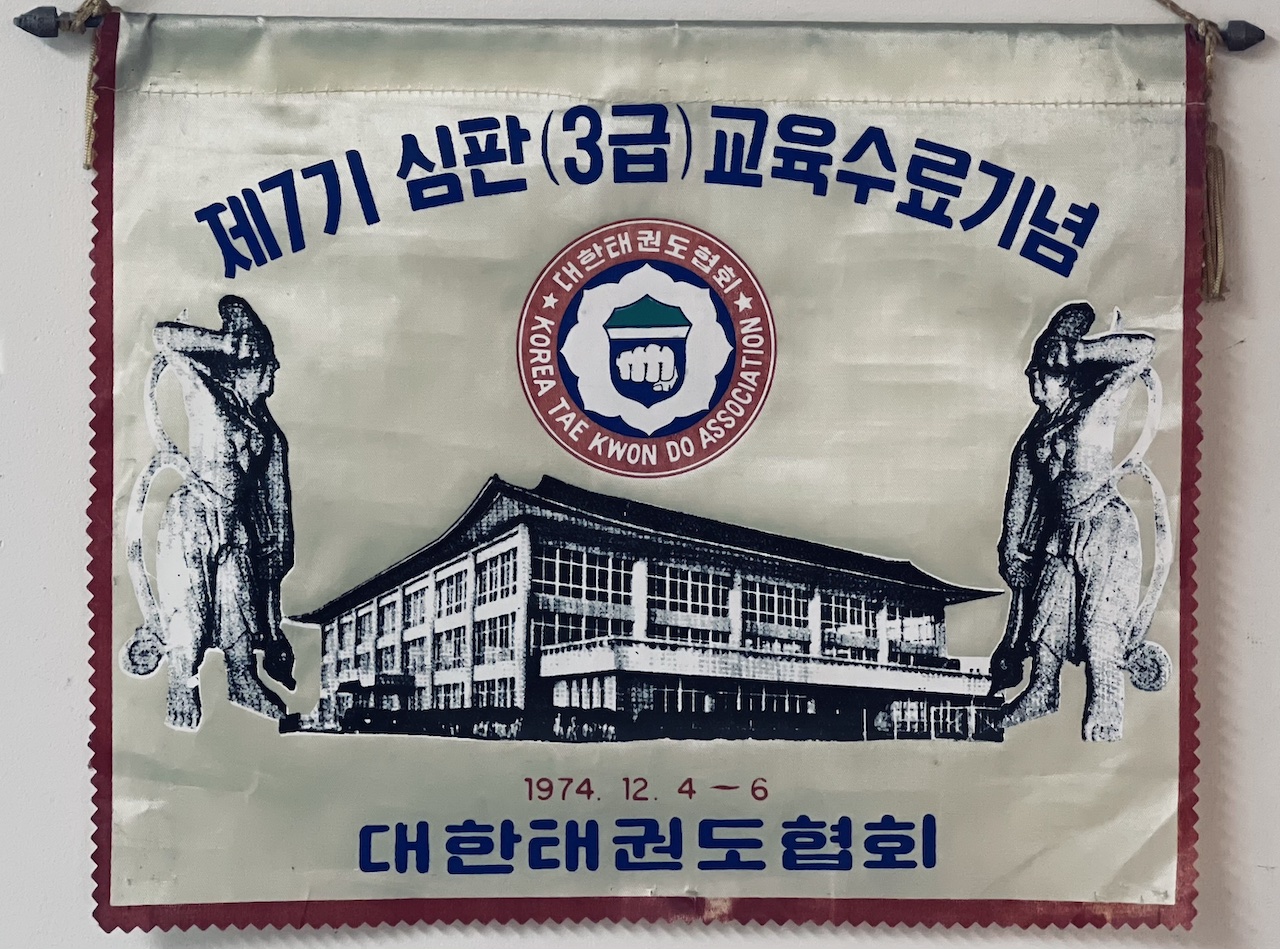 제7기 심판(3급)교육수료기념
대한태권도협회
KOREA TAE KWON DO ASSOCIATION
1974. 12. 4 – 6
대한태권도협회